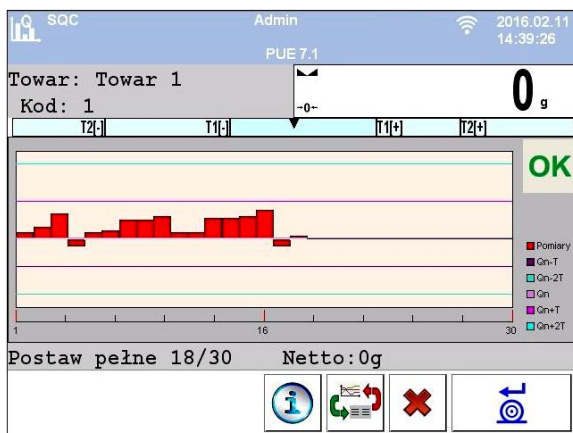 SQC Admin 2016.02.11
14:39:26
PUE 7.1
Towar: Towar 1
Kod: 1
→0← 0 g
T2[-] T1[-] T1[+] T2[+]
OK
Pomiary
Qn-T
Qn-2T
Qn
Qn+T
Qn+2T
1 16 30
Postaw pełne 18/30 Netto:0g